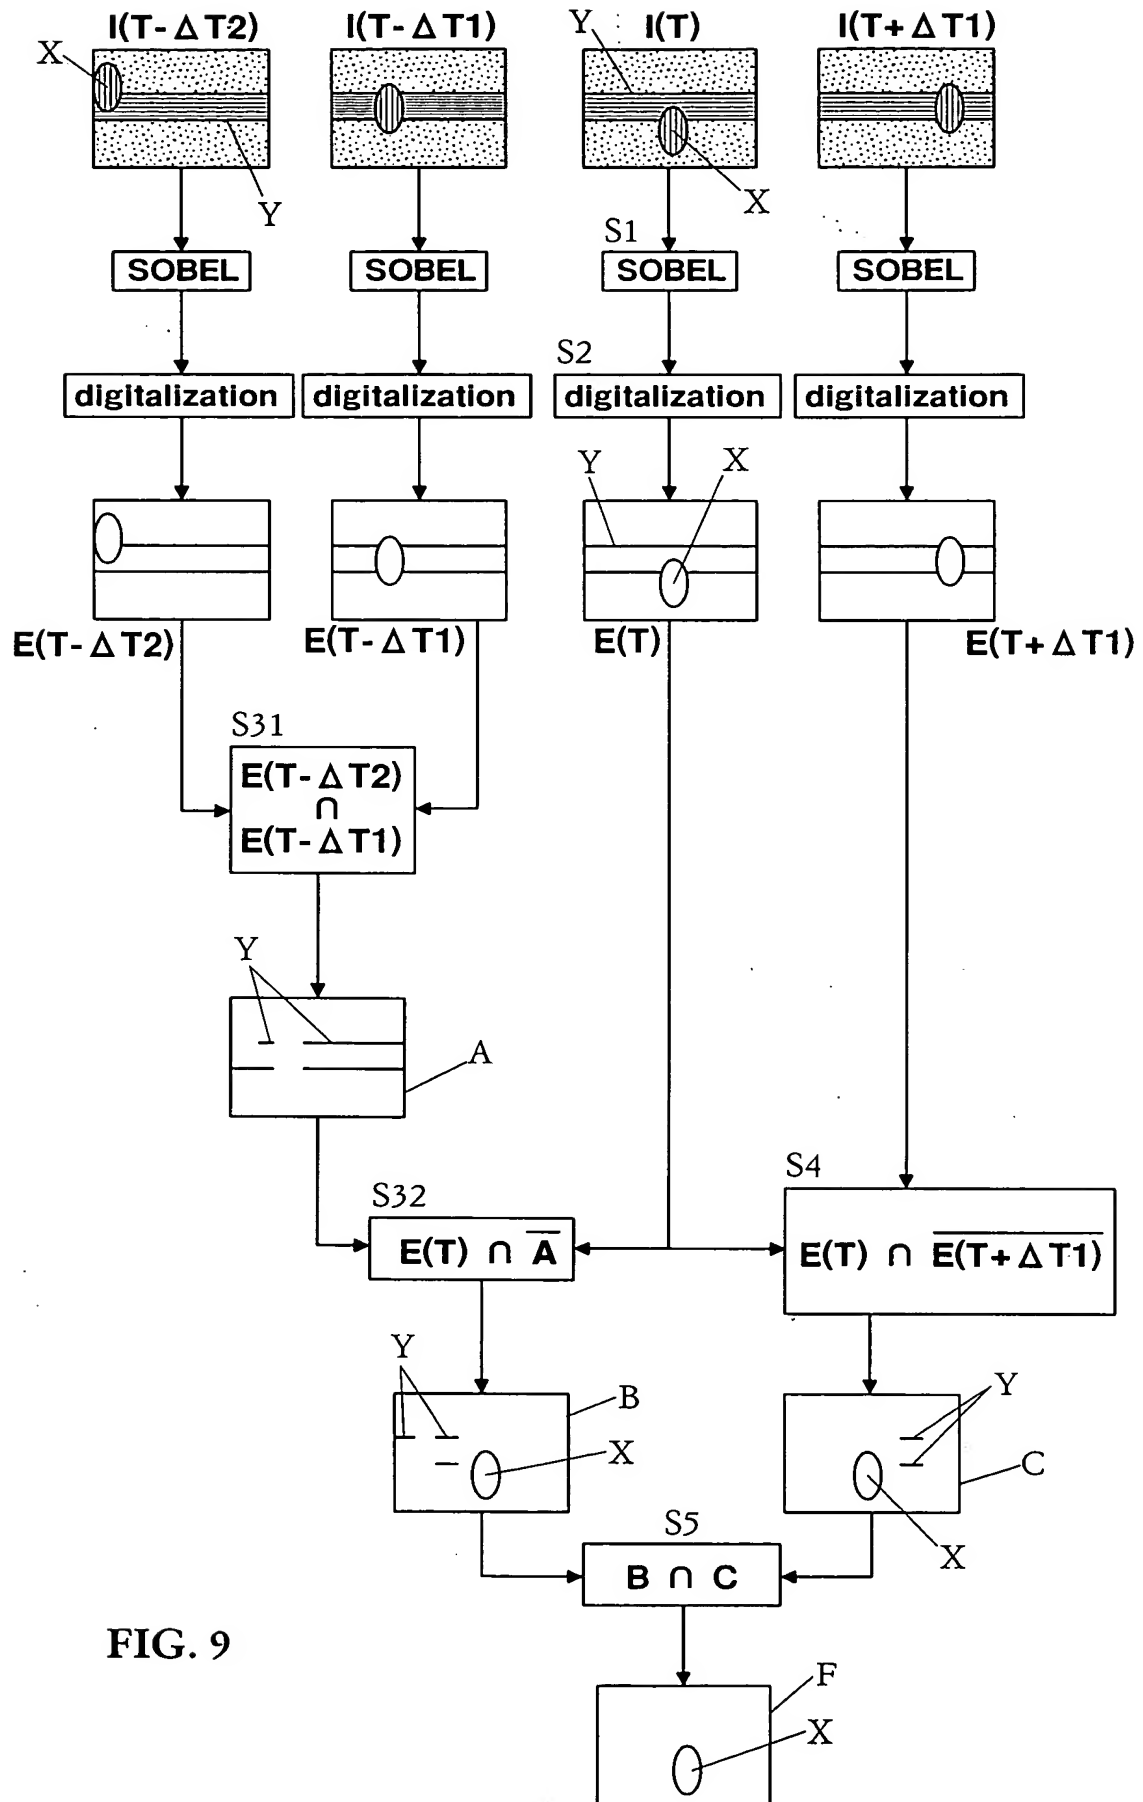 I(T-ΔT2) I(T-ΔT1) Y I(T) I(T+ΔT1)
X
Y X
S1
SOBEL SOBEL SOBEL SOBEL
S2
digitalization digitalization digitalization digitalization
Y X
E(T-ΔT2) E(T-ΔT1) E(T) E(T+ΔT1)
S31
E(T-ΔT2)
∩
E(T-ΔT1)
Y
A
S4
S32
E(T) ∩ A̅ E(T) ∩ E̅(̅T̅+̅Δ̅T̅1̅)̅
Y Y
B
X C
S5 X
B ∩ C
FIG. 9
F
X